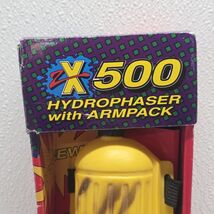 X500
HYDROPHASER
with ARMPACK